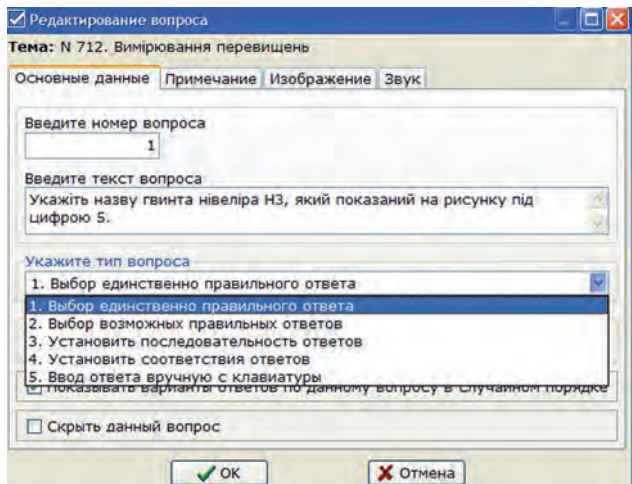 Редактирование вопроса
Тема: N 712. Вимірювання перевищень
Основные данные Примечание Изображение Звук
Введите номер вопроса
1
Введите текст вопроса
Укажіть назву гвинта нівеліра Н3, який показаний на рисунку під
цифрою 5.
Укажите тип вопроса
1. Выбор единственно правильного ответа
1. Выбор единственно правильного ответа
2. Выбор возможных правильных ответов
3. Установить последовательность ответов
4. Установить соответствия ответов
5. Ввод ответа вручную с клавиатуры
Показывать варианты ответов по данному вопросу в случайном порядке
Скрыть данный вопрос
ОК Отмена